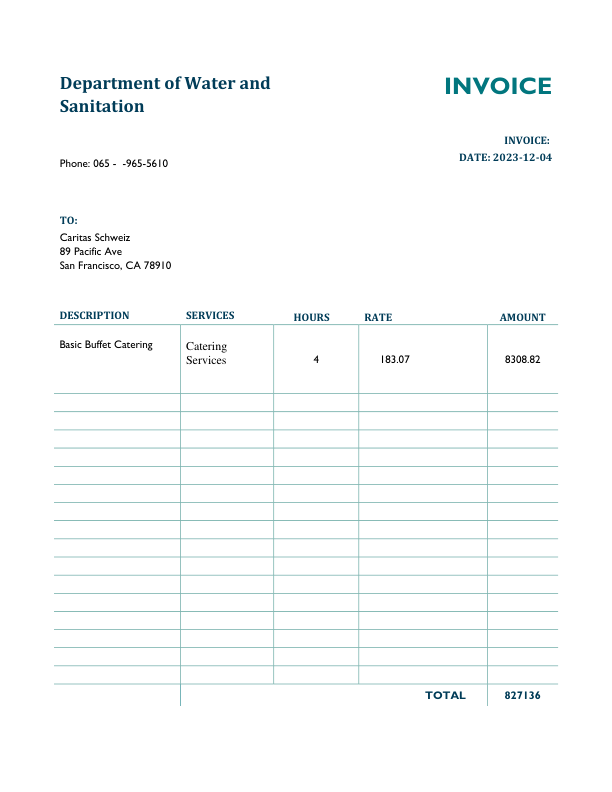 Department of Water and
Sanitation
INVOICE
INVOICE:
DATE: 2023-12-04
Phone: 065 -  -965-5610
TO:
Caritas Schweiz
89 Pacific Ave
San Francisco, CA 78910
DESCRIPTION SERVICES HOURS RATE AMOUNT
Basic Buffet Catering Catering
Services 4 183.07 8308.82
TOTAL 827136